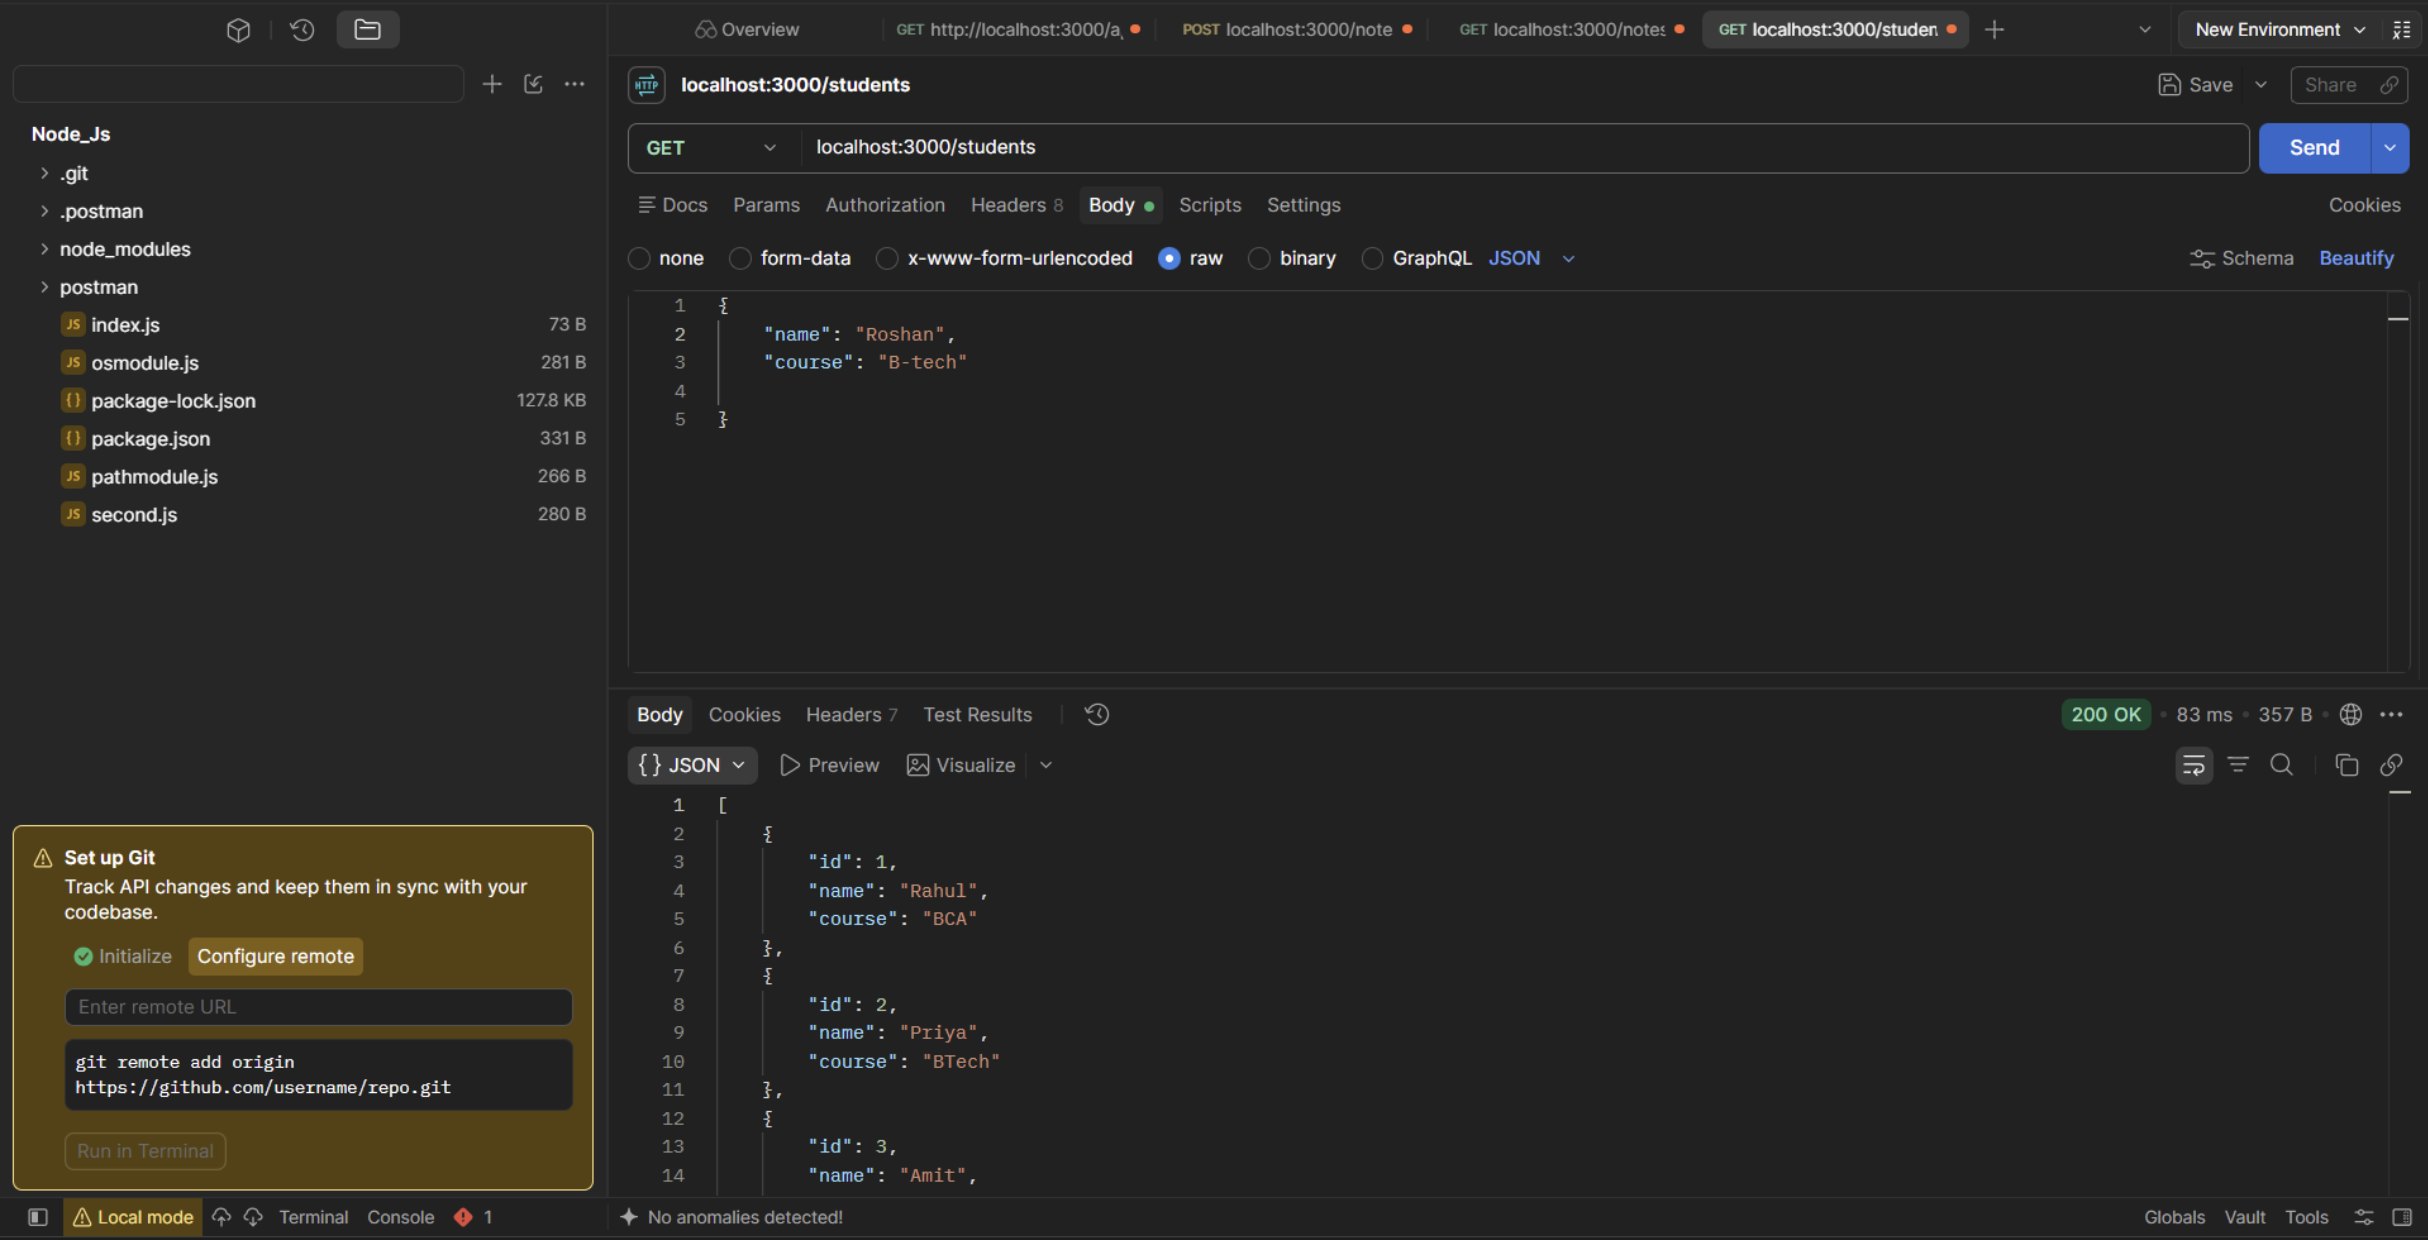 Overview
GET http://localhost:3000/a
POST localhost:3000/note
GET localhost:3000/notes
GET localhost:3000/studen
New Environment
HTTP localhost:3000/students
Save
Share
Node_Js
.git
.postman
node_modules
postman
JS index.js 73 B
JS osmodule.js 281 B
{} package-lock.json 127.8 KB
{} package.json 331 B
JS pathmodule.js 266 B
JS second.js 280 B
GET localhost:3000/students
Send
Docs Params Authorization Headers 8 Body Scripts Settings Cookies
none form-data x-www-form-urlencoded raw binary GraphQL JSON Schema Beautify
1 {
2 "name": "Roshan",
3 "course": "B-tech"
4
5 }
Body Cookies Headers 7 Test Results 200 OK • 83 ms • 357 B •
{} JSON Preview Visualize
1 [
2 {
3 "id": 1,
4 "name": "Rahul",
5 "course": "BCA"
6 },
7 {
8 "id": 2,
9 "name": "Priya",
10 "course": "BTech"
11 },
12 {
13 "id": 3,
14 "name": "Amit",
Set up Git
Track API changes and keep them in sync with your
codebase.
Initialize Configure remote
Enter remote URL
git remote add origin
https://github.com/username/repo.git
Run in Terminal
Local mode Terminal Console 1 No anomalies detected! Globals Vault Tools